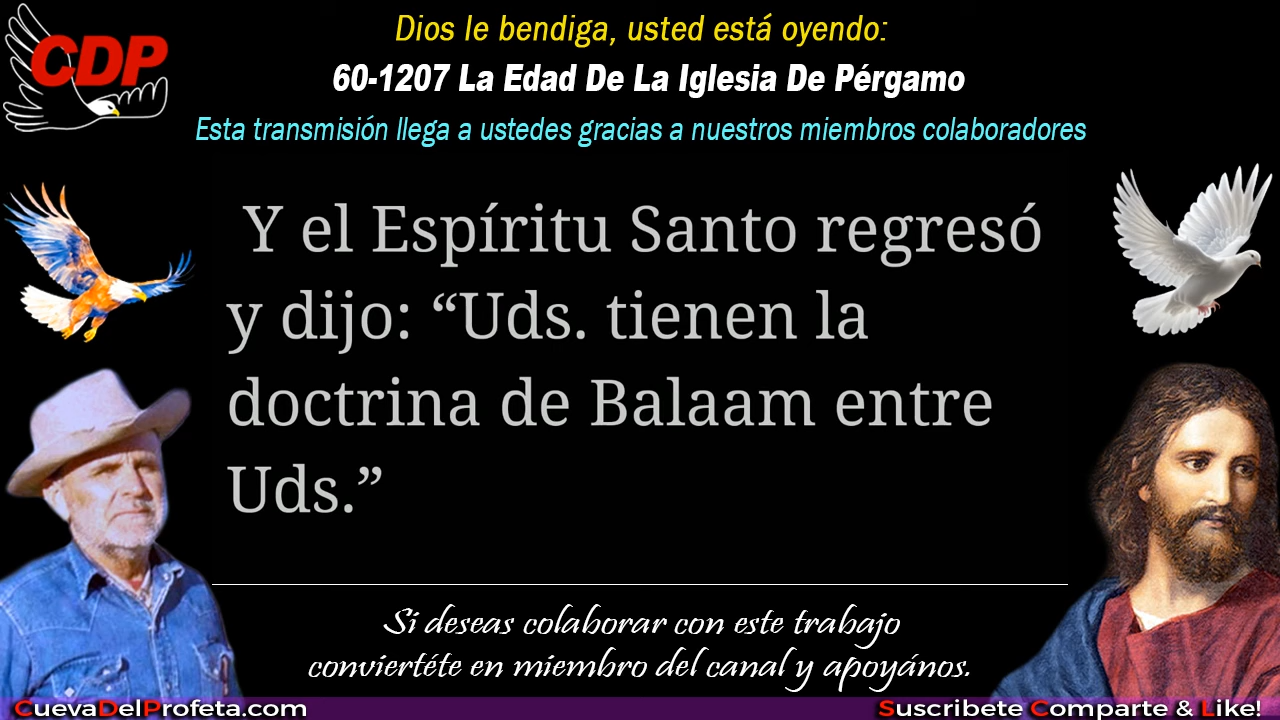 CDP
Dios le bendiga, usted está oyendo:
60-1207 La Edad De La Iglesia De Pérgamo
Esta transmisión llega a ustedes gracias a nuestros miembros colaboradores
Y el Espíritu Santo regresó
y dijo: “Uds. tienen la
doctrina de Balaam entre
Uds.”
Si deseas colaborar con este trabajo
conviertéte en miembro del canal y apoyános.
CuevaDelProfeta.com
Suscribete Comparte & Like!